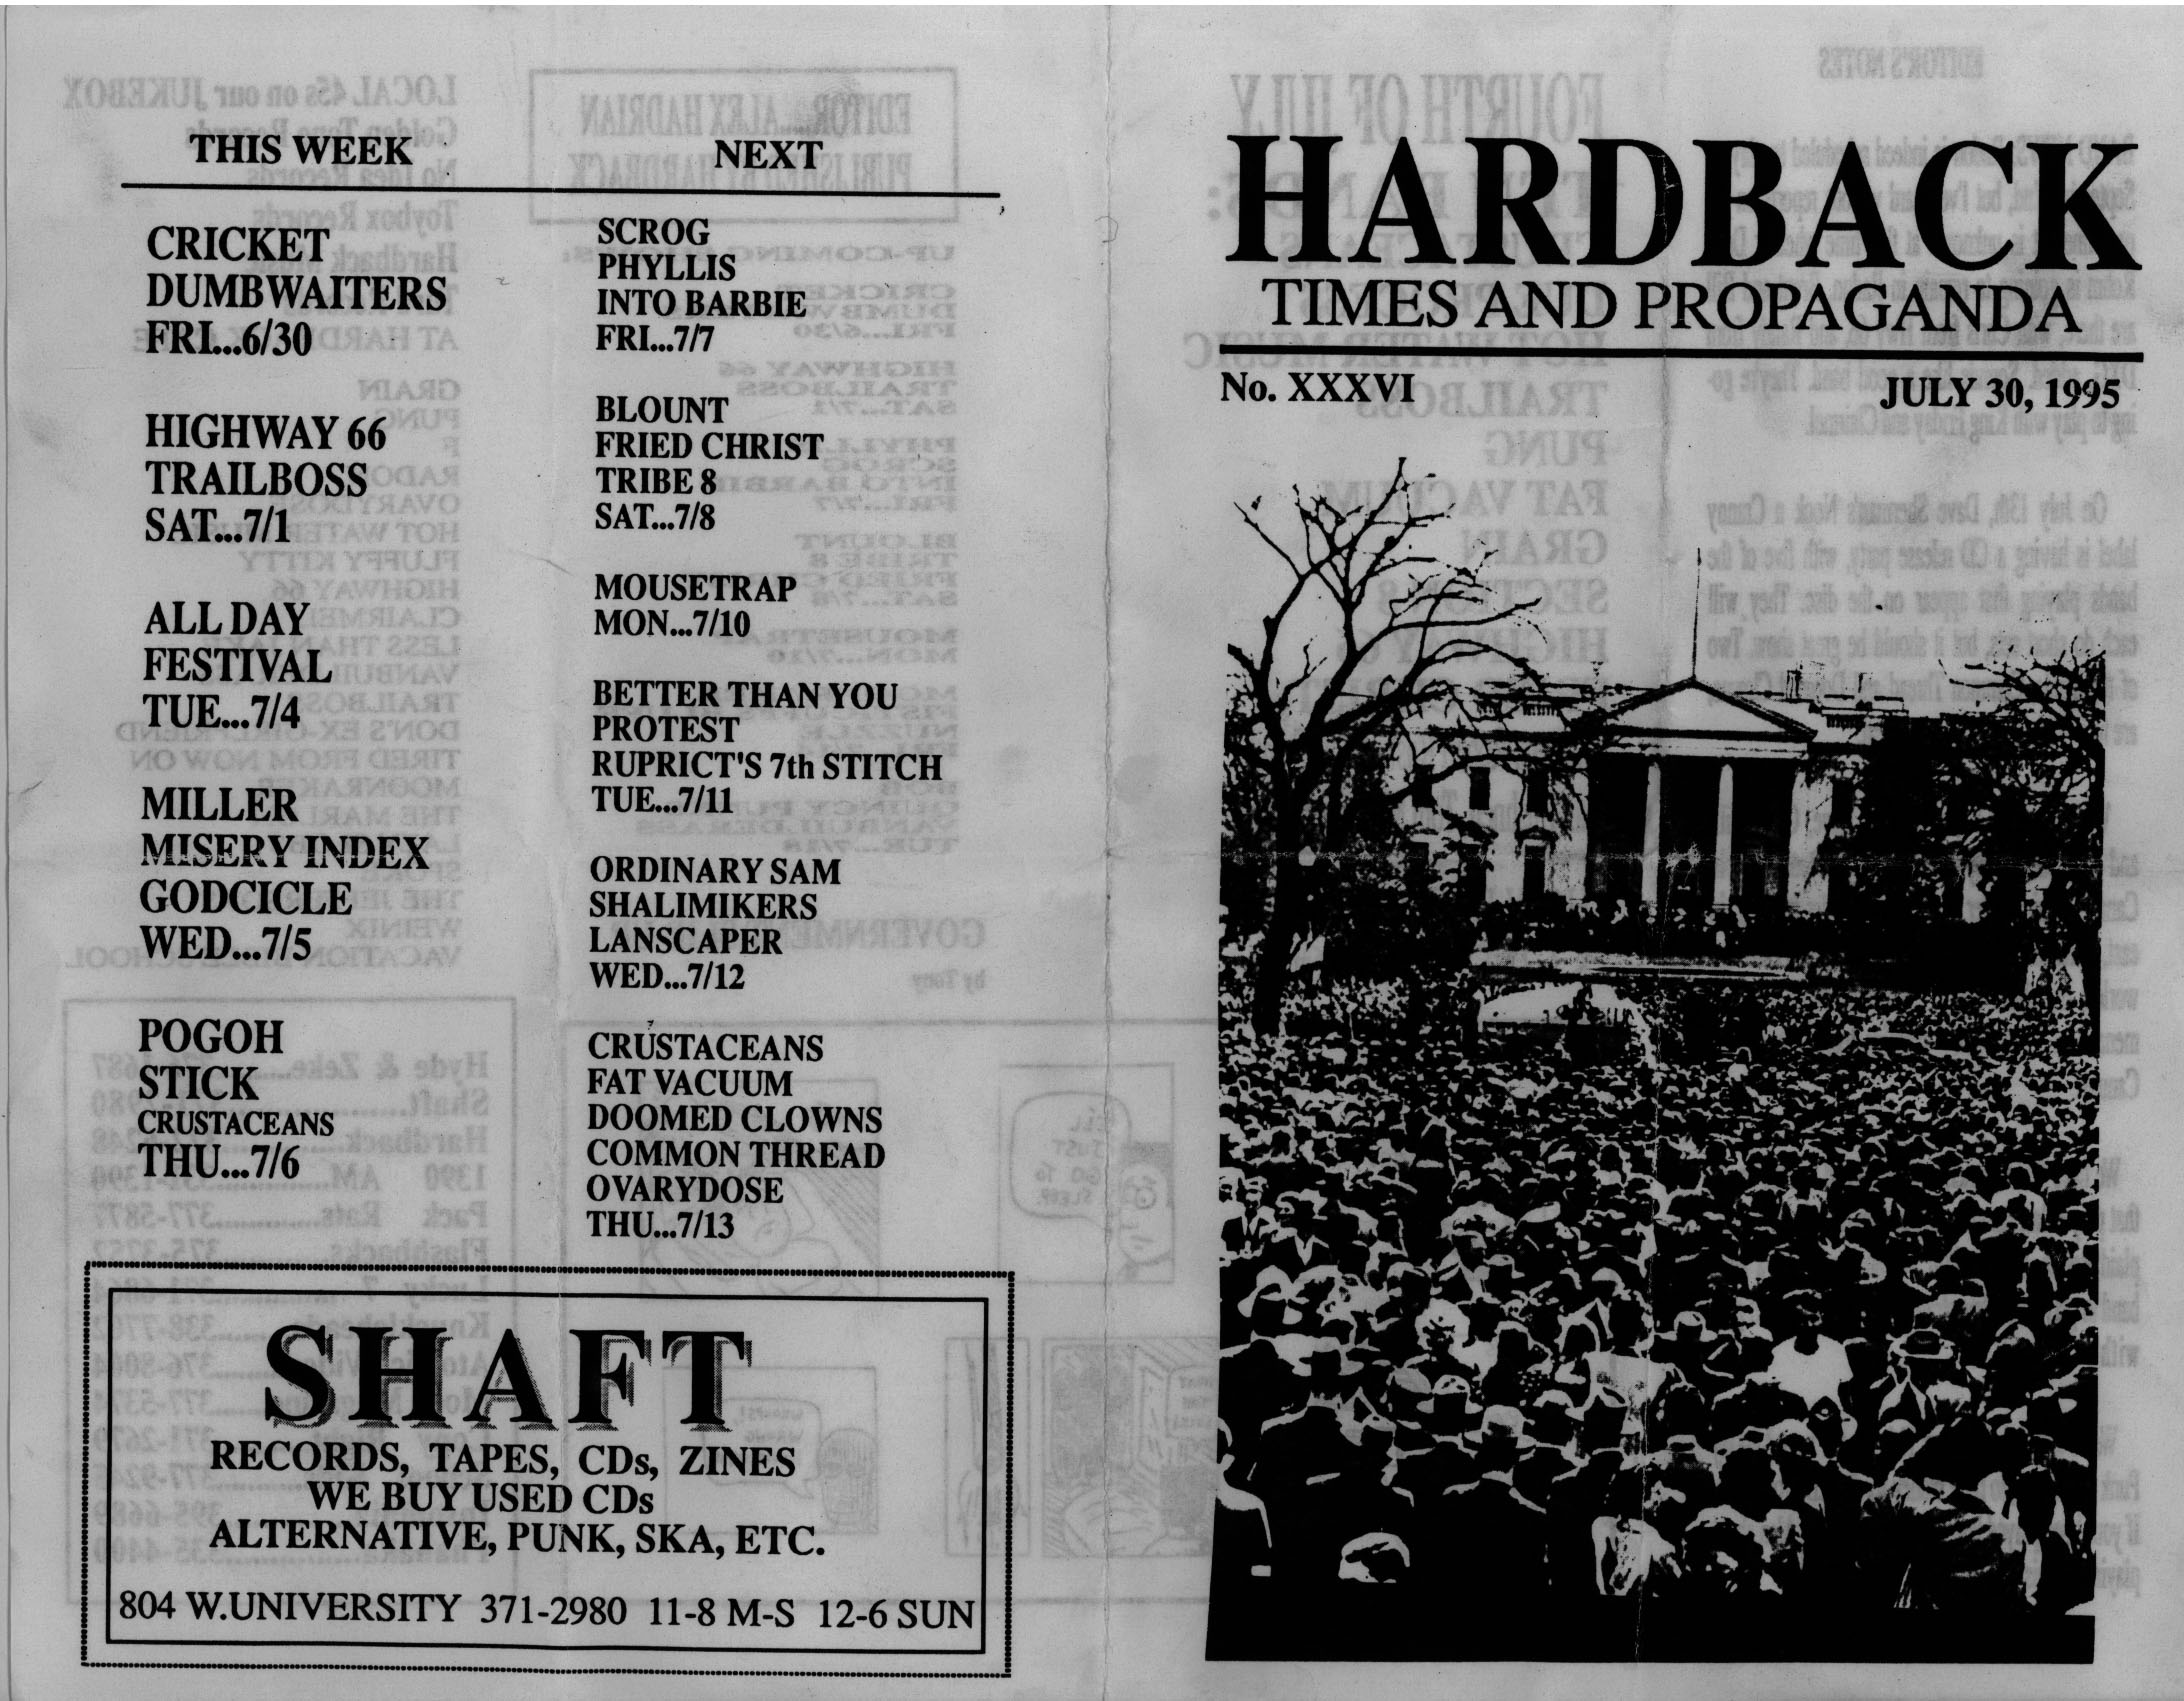 THIS WEEK
CRICKET
DUMBWAITERS
FRI...6/30
HIGHWAY 66
TRAILBOSS
SAT...7/1
ALL DAY
FESTIVAL
TUE...7/4
MILLER
MISERY INDEX
GODCICLE
WED...7/5
POGOH
STICK
CRUSTACEANS
THU...7/6
NEXT
SCROG
PHYLLIS
INTO BARBIE
FRI...7/7
BLOUNT
FRIED CHRIST
TRIBE 8
SAT...7/8
MOUSETRAP
MON...7/10
BETTER THAN YOU
PROTEST
RUPRICT'S 7th STITCH
TUE...7/11
ORDINARY SAM
SHALIMIKERS
LANSCAPER
WED...7/12
CRUSTACEANS
FAT VACUUM
DOOMED CLOWNS
COMMON THREAD
OVARYDOSE
THU...7/13
SHAFT
RECORDS, TAPES, CDs, ZINES
WE BUY USED CDs
ALTERNATIVE, PUNK, SKA, ETC.
804 W.UNIVERSITY 371-2980 11-8 M-S 12-6 SUN
HARDBACK
TIMES AND PROPAGANDA
No. XXXVI JULY 30, 1995